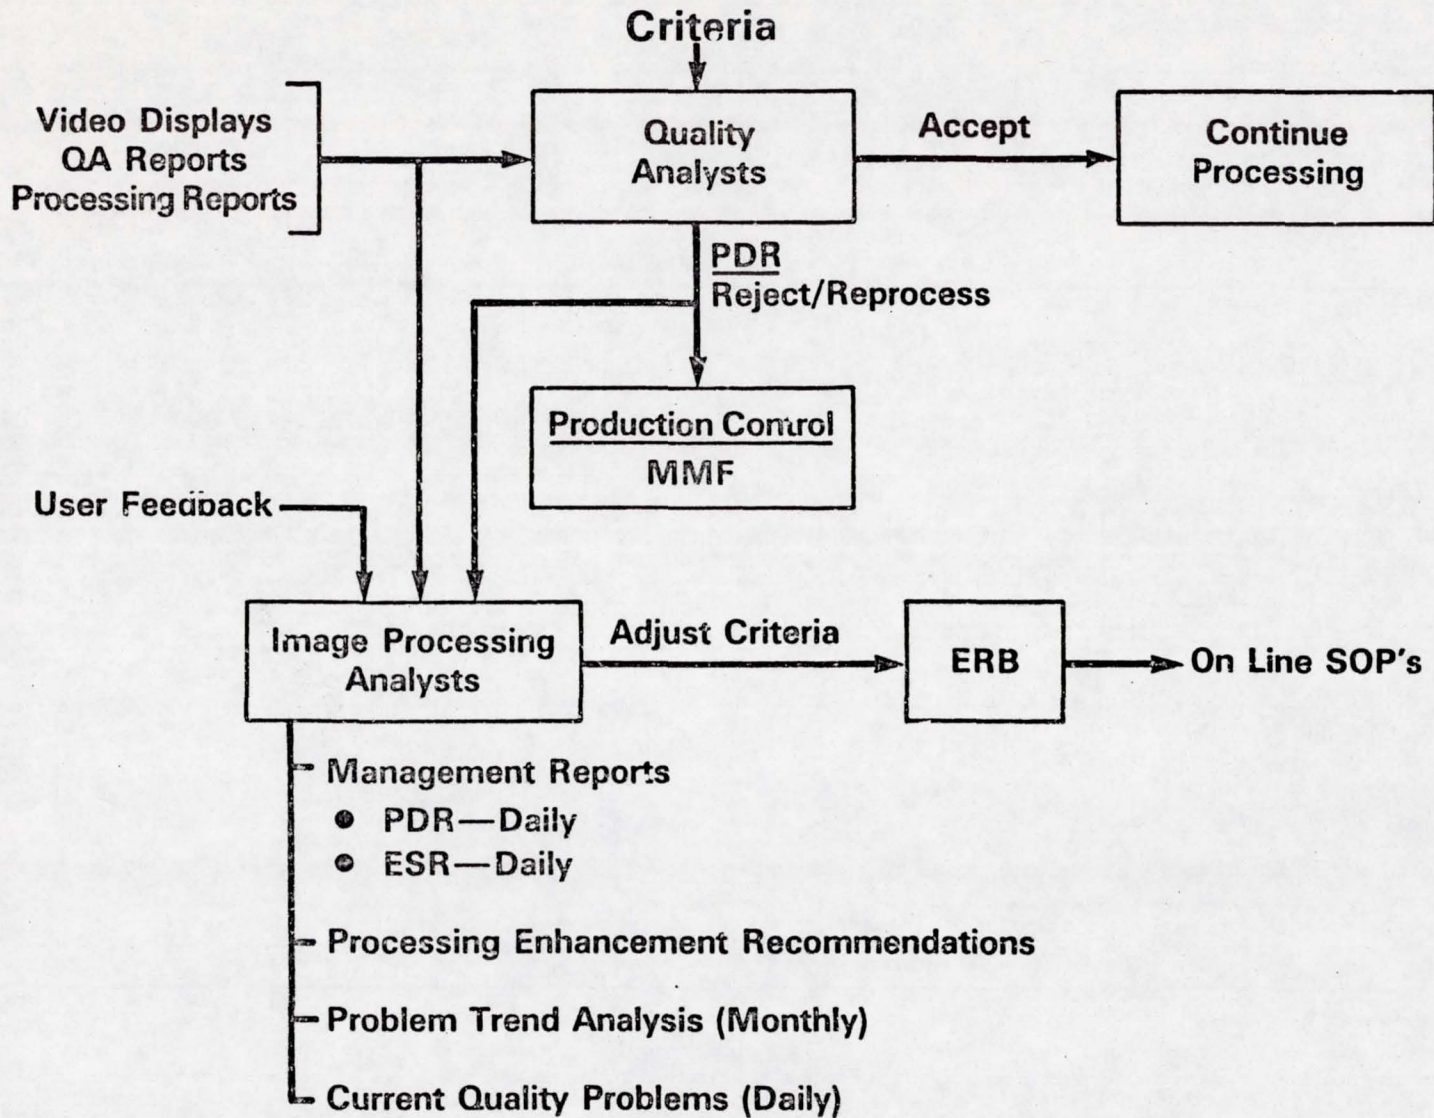 Criteria
Video Displays
QA Reports
Processing Reports
Quality
Analysts
Accept
Continue
Processing
PDR
Reject/Reprocess
Production Control
MMF
User Feedback
Image Processing
Analysts
Adjust Criteria
ERB
On Line SOP's
Management Reports
● PDR—Daily
● ESR—Daily
Processing Enhancement Recommendations
Problem Trend Analysis (Monthly)
Current Quality Problems (Daily)